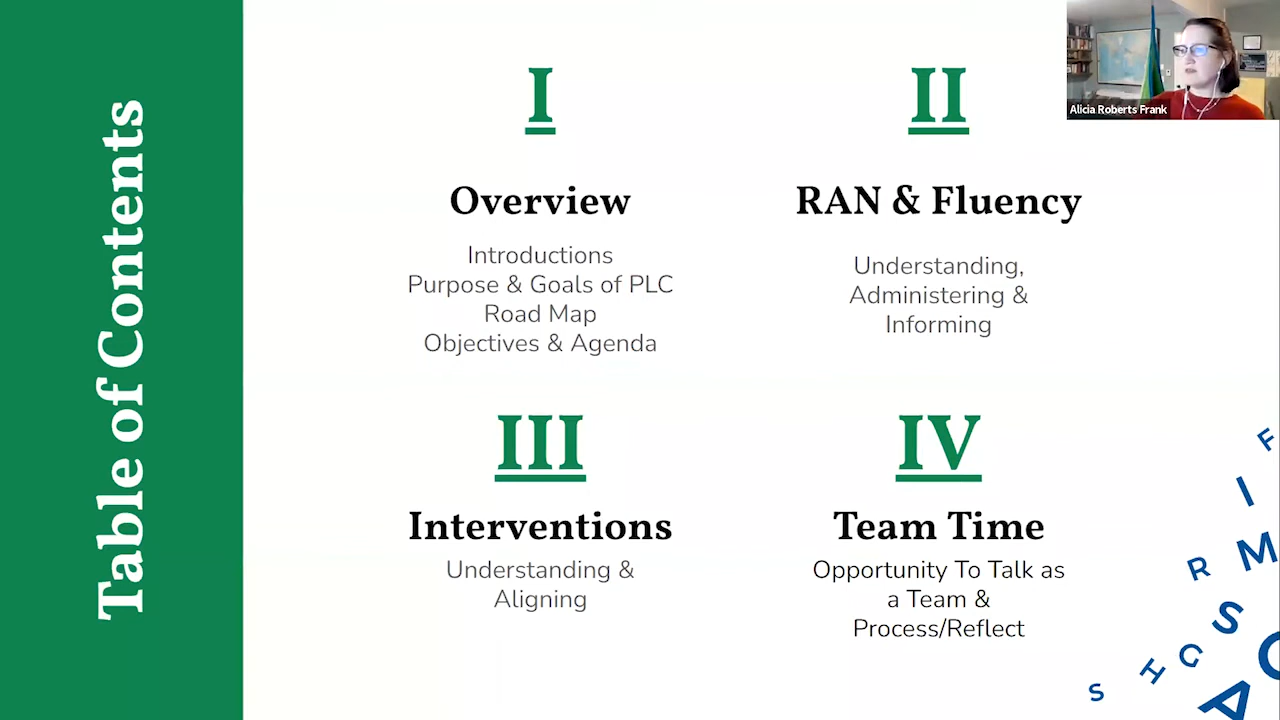 Table of Contents
I
Overview
Introductions
Purpose & Goals of PLC
Road Map
Objectives & Agenda
II
RAN & Fluency
Understanding,
Administering &
Informing
III
Interventions
Understanding &
Aligning
IV
Team Time
Opportunity To Talk as
a Team &
Process/Reflect
Alicia Roberts Frank
F
I
M
R
S
G
H
S
A